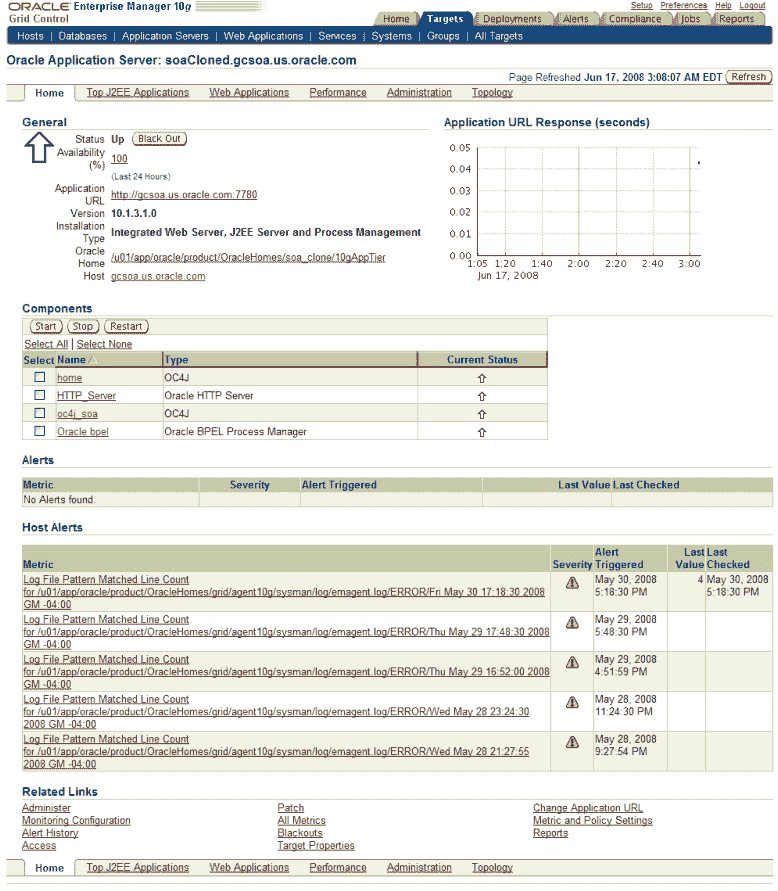 ORACLE Enterprise Manager 10g
Grid Control
Setup Preferences Help Logout
Home Targets Deployments Alerts Compliance Jobs Reports
Hosts | Databases | Application Servers | Web Applications | Services | Systems | Groups | All Targets
Oracle Application Server: soaCloned.gcsoa.us.oracle.com
Page Refreshed Jun 17, 2008 3:08:07 AM EDT Refresh
Home Top J2EE Applications Web Applications Performance Administration Topology
General
Status Up Black Out
Availability (%) 100
(Last 24 Hours)
Application URL http://gcsoa.us.oracle.com:7780
Version 10.1.3.1.0
Installation Type Integrated Web Server, J2EE Server and Process Management
Oracle Home /u01/app/oracle/product/OracleHomes/soa_clone/10gAppTier
Host gcsoa.us.oracle.com
Application URL Response (seconds)
0.05
0.04
0.03
0.02
0.01
0.00
1:05 1:20 1:40 2:00 2:20 2:40 3:00
Jun 17, 2008
Components
Start Stop Restart
Select All | Select None
Select Name Type Current Status
home OC4J
HTTP_Server Oracle HTTP Server
oc4j_soa OC4J
Oracle bpel Oracle BPEL Process Manager
Alerts
Metric Severity Alert Triggered Last Value Last Checked
No Alerts found.
Host Alerts
Metric Severity Alert Triggered Last Value Last Checked
Log File Pattern Matched Line Count
for /u01/app/oracle/product/OracleHomes/grid/agent10g/sysman/log/emagent.log/ERROR/Fri May 30 17:18:30 2008
GM -04:00
May 30, 2008
5:18:30 PM
4
May 30, 2008
5:18:30 PM
Log File Pattern Matched Line Count
for /u01/app/oracle/product/OracleHomes/grid/agent10g/sysman/log/emagent.log/ERROR/Thu May 29 17:48:30 2008
GM -04:00
May 29, 2008
5:48:30 PM
Log File Pattern Matched Line Count
for /u01/app/oracle/product/OracleHomes/grid/agent10g/sysman/log/emagent.log/ERROR/Thu May 29 16:52:00 2008
GM -04:00
May 29, 2008
4:51:59 PM
Log File Pattern Matched Line Count
for /u01/app/oracle/product/OracleHomes/grid/agent10g/sysman/log/emagent.log/ERROR/Wed May 28 23:24:30
2008 GM -04:00
May 28, 2008
11:24:30 PM
Log File Pattern Matched Line Count
for /u01/app/oracle/product/OracleHomes/grid/agent10g/sysman/log/emagent.log/ERROR/Wed May 28 21:27:55
2008 GM -04:00
May 28, 2008
9:27:54 PM
Related Links
Administer Patch Change Application URL
Monitoring Configuration All Metrics Metric and Policy Settings
Alert History Blackouts Reports
Access Target Properties
Home Top J2EE Applications Web Applications Performance Administration Topology